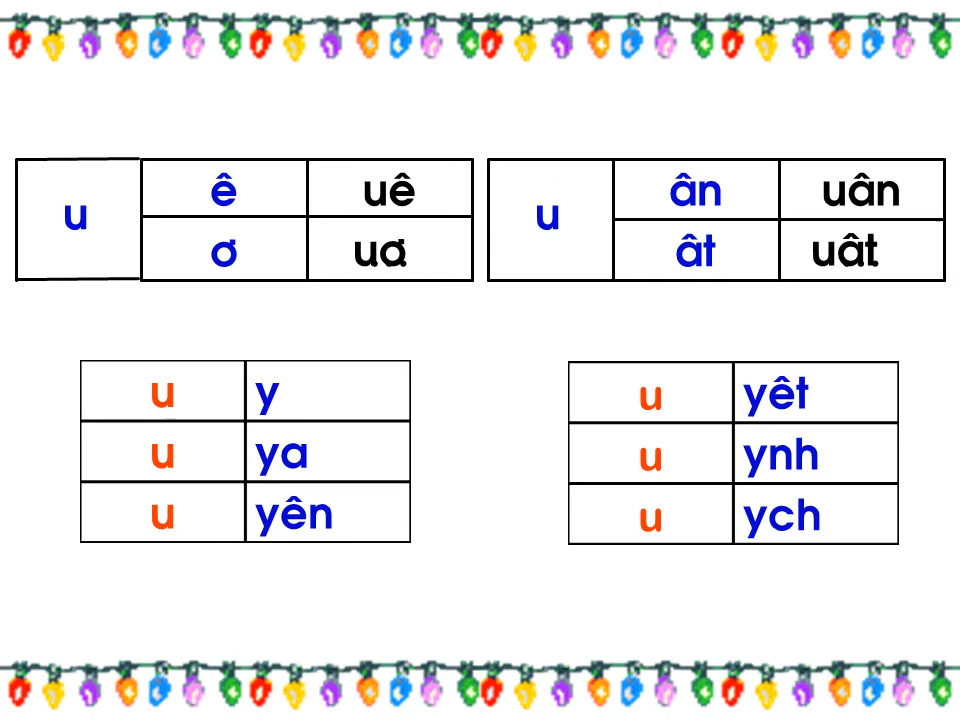 u ê uê
ơ uơ
u ân uân
ât uât
u y
u ya
u yên
u yêt
u ynh
u ych